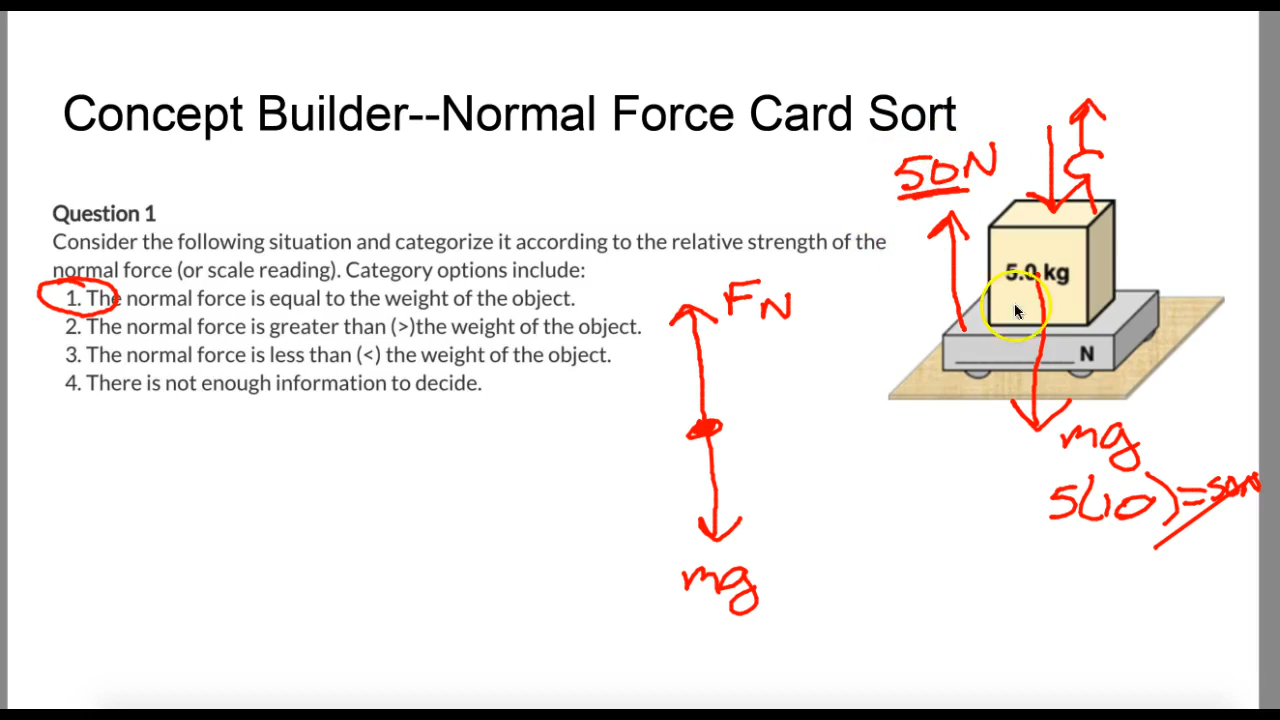 Concept Builder--Normal Force Card Sort
50N
Question 1
Consider the following situation and categorize it according to the relative strength of the
normal force (or scale reading). Category options include:
1. The normal force is equal to the weight of the object.
2. The normal force is greater than (>)the weight of the object.
3. The normal force is less than (<) the weight of the object.
4. There is not enough information to decide.
5.0 kg
FN
N
mg
5(10)=50N
mg